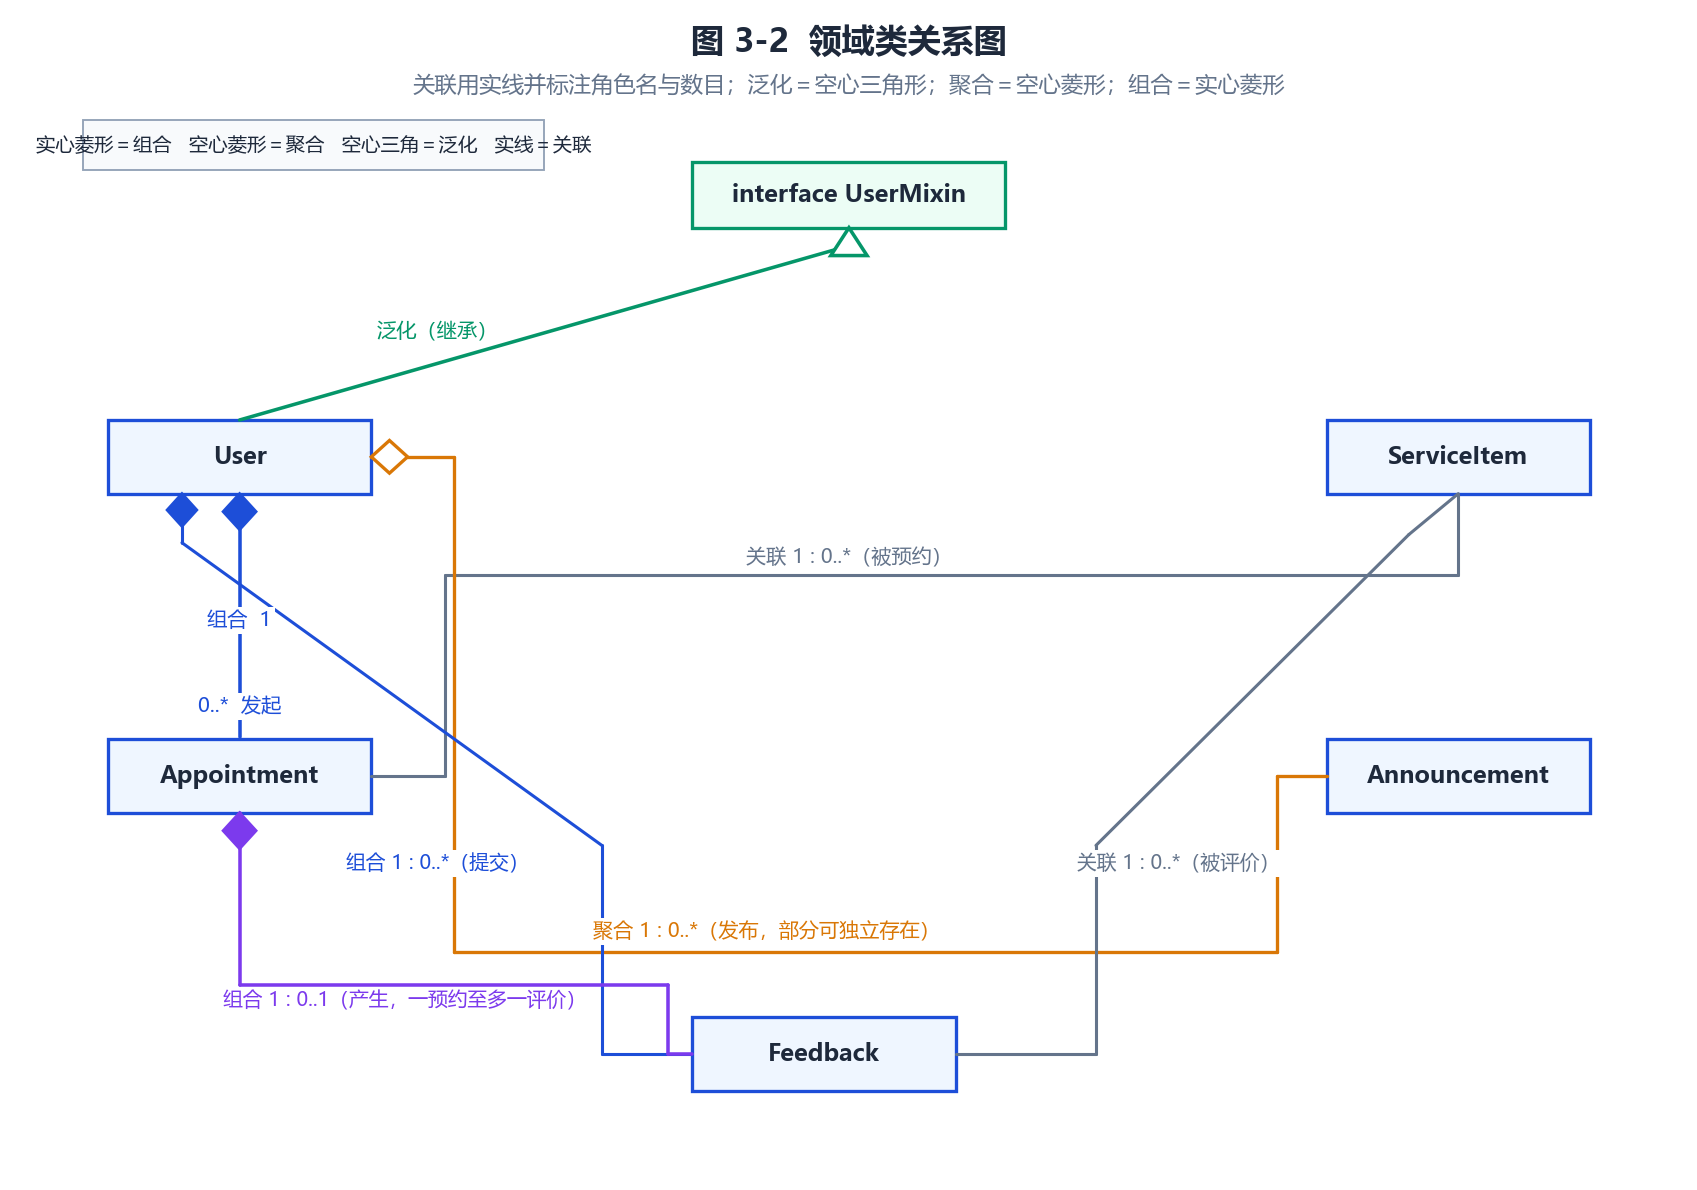 图 3-2  领域类关系图
关联用实线并标注角色名与数目；泛化＝空心三角形；聚合＝空心菱形；组合＝实心菱形
实心菱形＝组合　空心菱形＝聚合　空心三角＝泛化　实线＝关联
interface UserMixin
泛化（继承）
User
ServiceItem
关联 1 : 0..*（被预约）
组合  1
0..*  发起
Appointment
Announcement
组合 1 : 0..*（提交）
关联 1 : 0..*（被评价）
聚合 1 : 0..*（发布，部分可独立存在）
组合 1 : 0..1（产生，一预约至多一评价）
Feedback